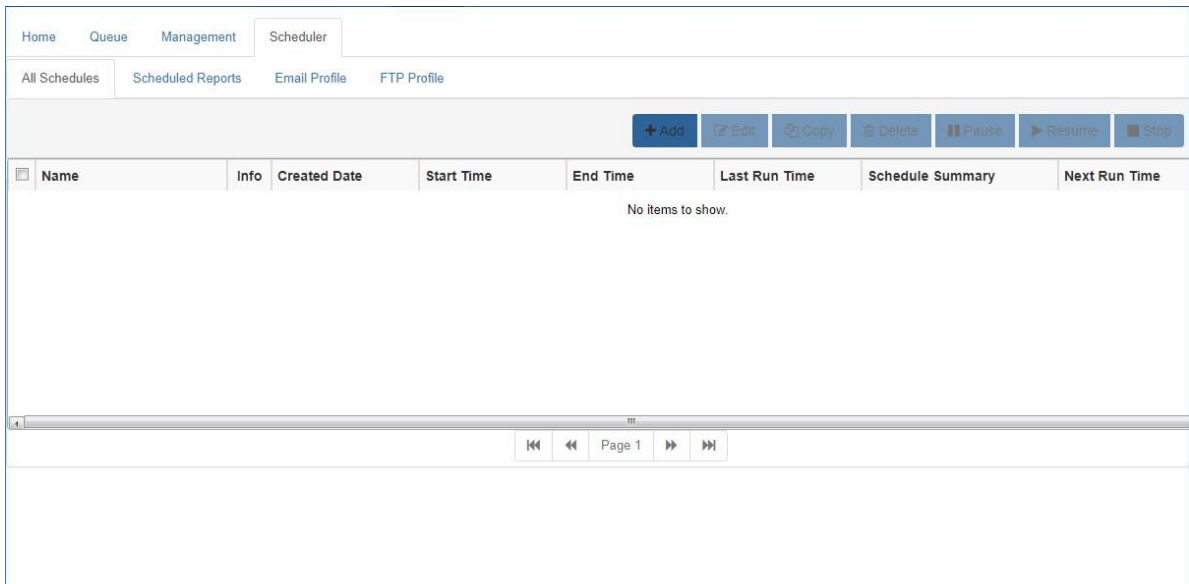 Home Queue Management Scheduler
All Schedules Scheduled Reports Email Profile FTP Profile
Add Edit Copy Delete Pause Resume Stop
Name Info Created Date Start Time End Time Last Run Time Schedule Summary Next Run Time
No items to show.
Page 1